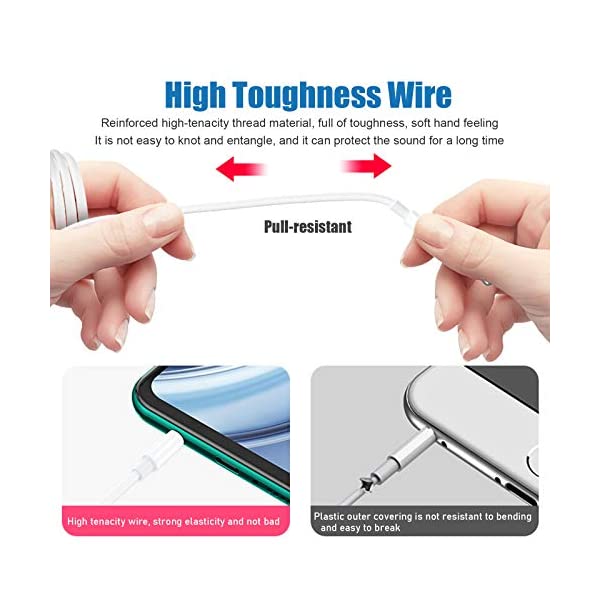 High Toughness Wire
Reinforced high-tenacity thread material, full of toughness, soft hand feeling
It is not easy to knot and entangle, and it can protect the sound for a long time
Pull-resistant
High tenacity wire, strong elasticity and not bad
Plastic outer covering is not resistant to bending
and easy to break